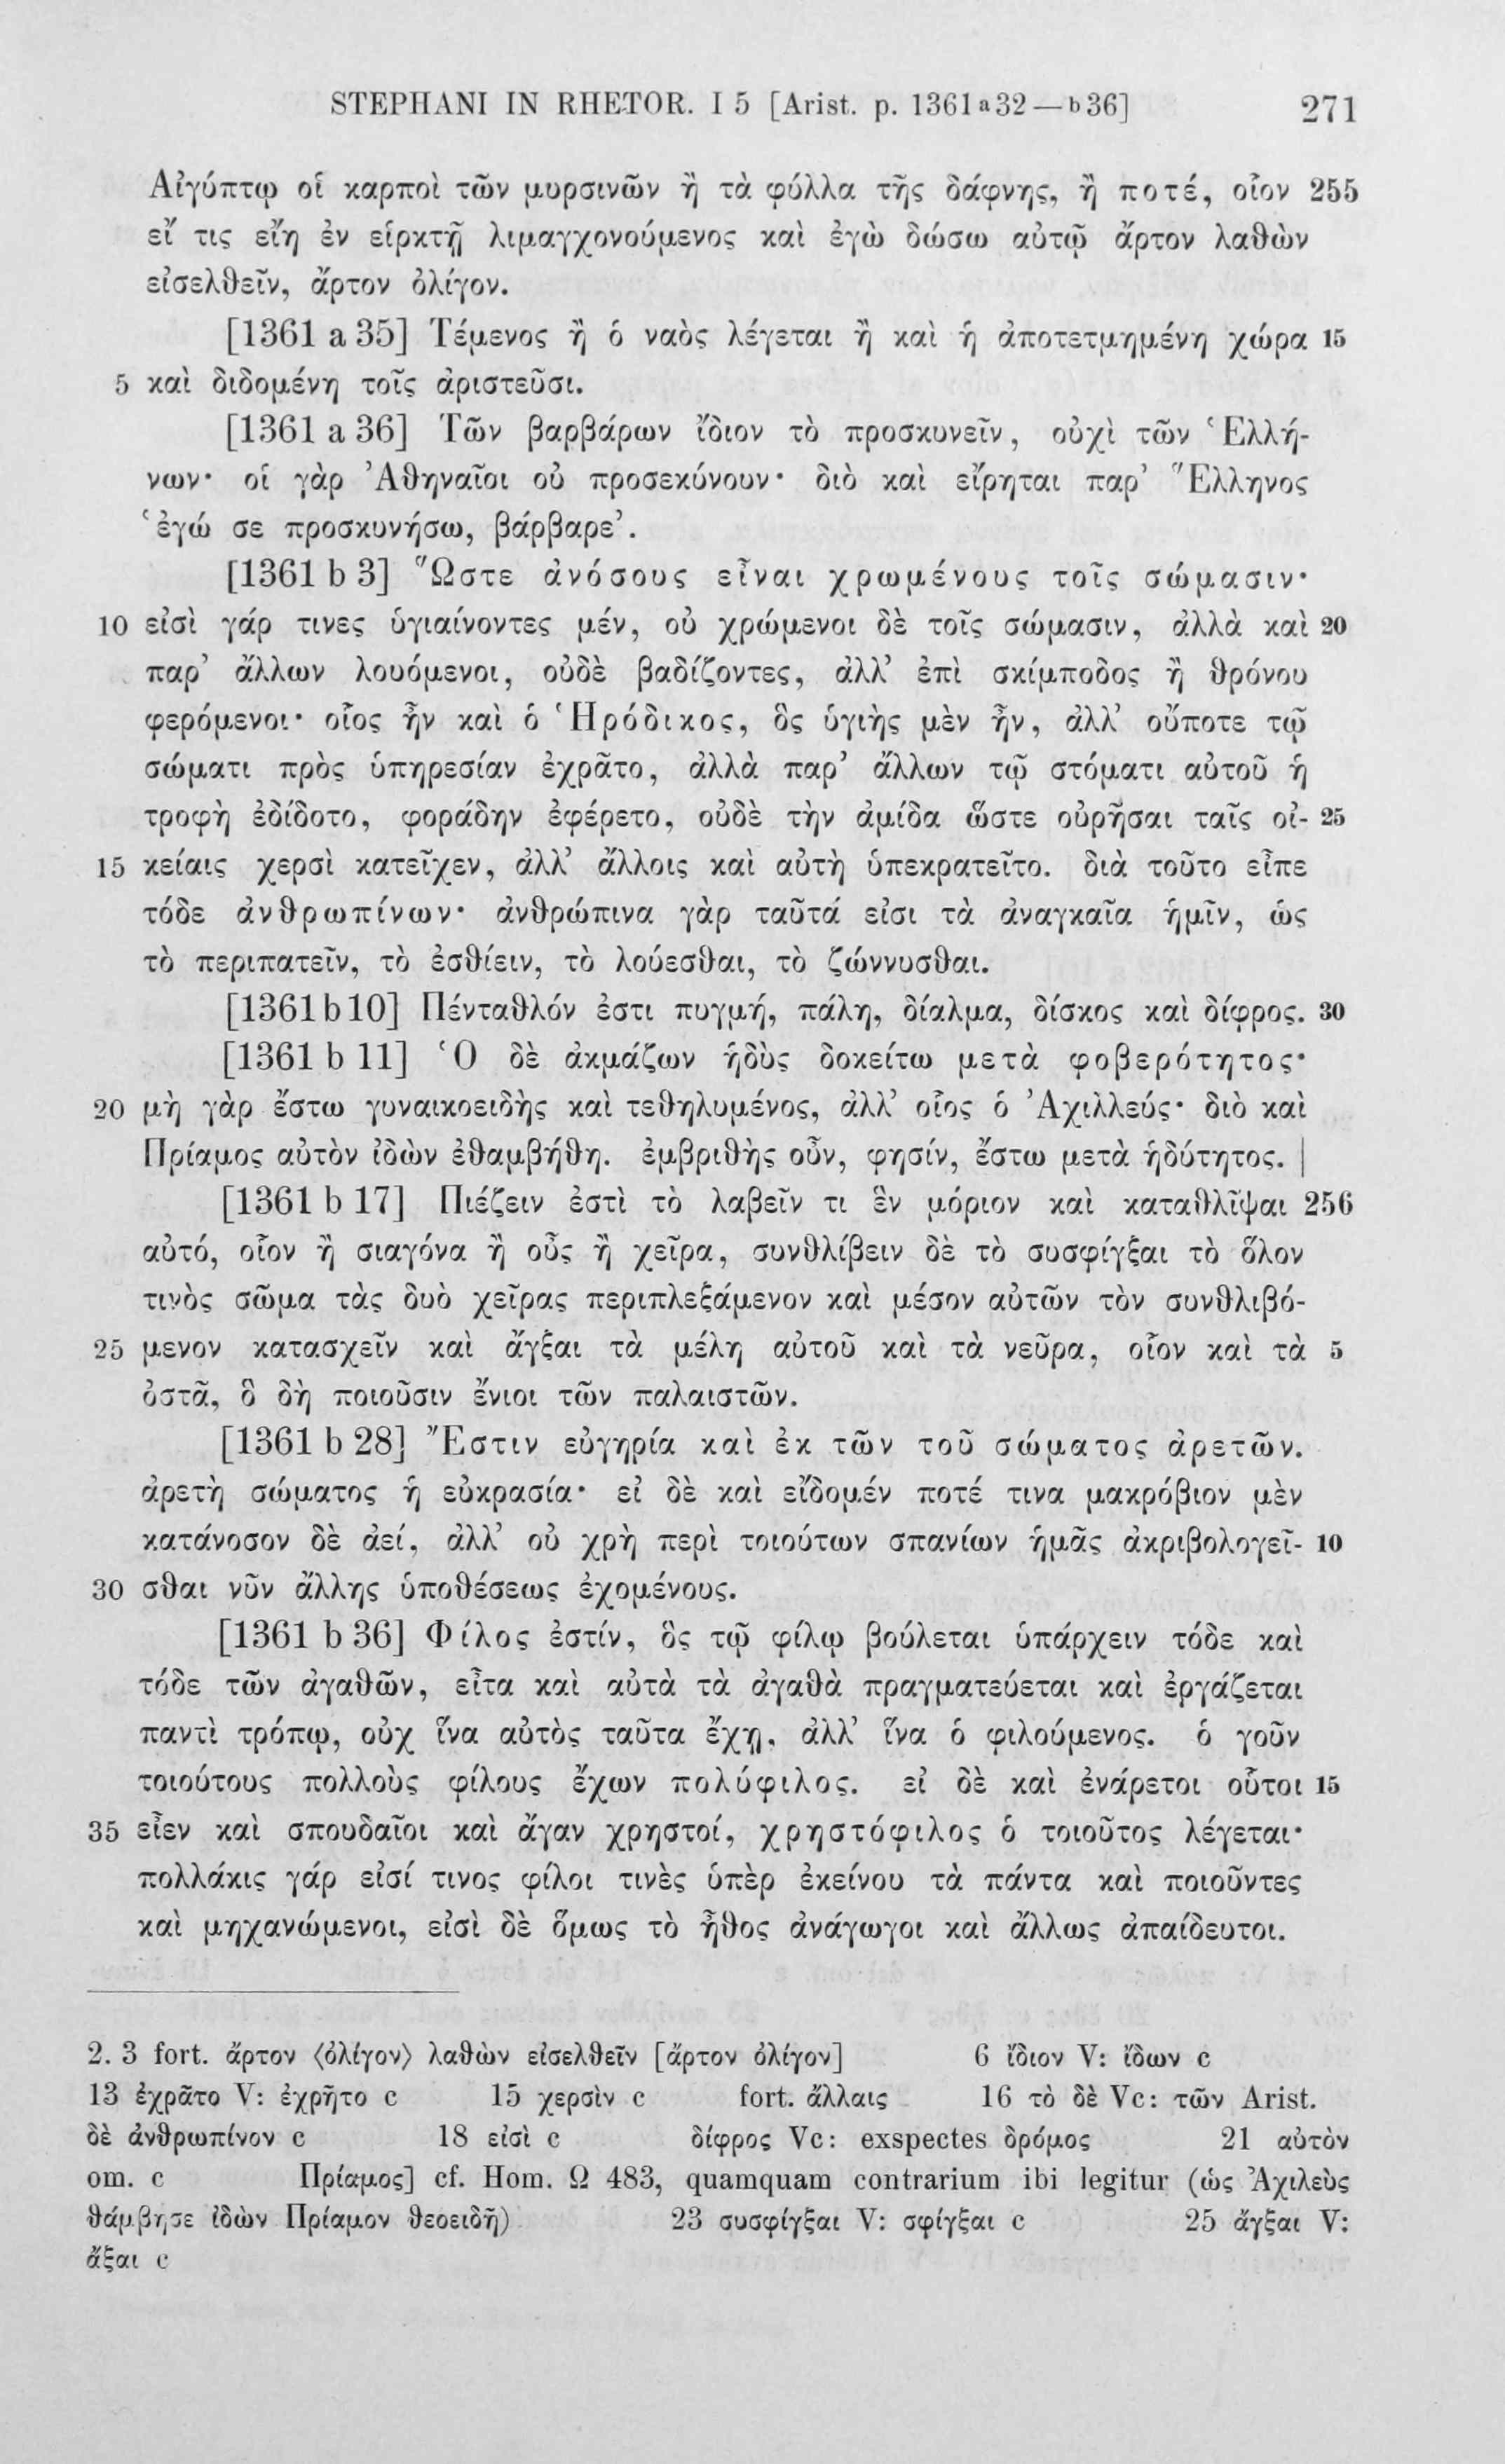 STEPHANI IN RHETOR. I 5 [Arist. p. 1361 a 32 — b 36] 271
Αἰγύπτῳ οἱ καρποὶ τῶν μυρσινῶν ἢ τὰ φύλλα τῆς δάφνης, ἢ ποτέ, οἷον 255
εἴ τις εἴη ἐν εἱρκτῇ λιμαγχονούμενος καὶ ἐγὼ δώσω αὐτῷ ἄρτον λαθὼν
εἰσελθεῖν, ἄρτον ὀλίγον.
[1361 a 35] Τέμενος ἢ ὁ ναὸς λέγεται ἢ καὶ ἡ ἀποτετμημένη χώρα 15
5 καὶ διδομένη τοῖς ἀριστεῦσι.
[1361 a 36] Τῶν βαρβάρων ἴδιον τὸ προσκυνεῖν, οὐχὶ τῶν Ἑλλή-
νων· οἱ γὰρ Ἀθηναῖοι οὐ προσεκύνουν· διὸ καὶ εἴρηται παρ’ Ἕλληνος
‘ἐγώ σε προσκυνήσω, βάρβαρε’.
[1361 b 3] Ὥστε ἀνόσους εἶναι χρωμένους τοῖς σώμασιν·
10 εἰσὶ γάρ τινες ὑγιαίνοντες μέν, οὐ χρώμενοι δὲ τοῖς σώμασιν, ἀλλὰ καὶ 20
παρ’ ἄλλων λουόμενοι, οὐδὲ βαδίζοντες, ἀλλ’ ἐπὶ σκίμποδος ἢ θρόνου
φερόμενοι· οἷος ἦν καὶ ὁ Ἡρόδικος, ὃς ὑγιὴς μὲν ἦν, ἀλλ’ οὔποτε τῷ
σώματι πρὸς ὑπηρεσίαν ἐχρᾶτο, ἀλλὰ παρ’ ἄλλων τῷ στόματι αὐτοῦ ἡ
τροφὴ ἐδίδοτο, φοράδην ἐφέρετο, οὐδὲ τὴν ἀμίδα ὥστε οὐρῆσαι ταῖς οἰ- 25
15 κείαις χερσὶ κατεῖχεν, ἀλλ’ ἄλλοις καὶ αὐτὴ ὑπεκρατεῖτο. διὰ τοῦτο εἶπε
τόδε ἀνθρωπίνων· ἀνθρώπινα γὰρ ταῦτά εἰσι τὰ ἀναγκαῖα ἡμῖν, ὡς
τὸ περιπατεῖν, τὸ ἐσθίειν, τὸ λούεσθαι, τὸ ζώννυσθαι.
[1361 b 10] Πένταθλόν ἐστι πυγμή, πάλη, δίαλμα, δίσκος καὶ δίφρος. 30
[1361 b 11] Ὁ δὲ ἀκμάζων ἡδὺς δοκείτω μετὰ φοβερότητος·
20 μὴ γὰρ ἔστω γυναικοειδὴς καὶ τεθηλυμένος, ἀλλ’ οἷος ὁ Ἀχιλλεύς· διὸ καὶ
Πρίαμος αὐτὸν ἰδὼν ἐθαμβήθη. ἐμβριθὴς οὖν, φησίν, ἔστω μετὰ ἡδύτητος. |
[1361 b 17] Πιέζειν ἐστὶ τὸ λαβεῖν τι ἓν μόριον καὶ καταθλῖψαι 256
αὐτό, οἷον ἢ σιαγόνα ἢ οὖς ἢ χεῖρα, συνθλίβειν δὲ τὸ συσφίγξαι τὸ ὅλον
τινὸς σῶμα τὰς δυὸ χεῖρας περιπλεξάμενον καὶ μέσον αὐτῶν τὸν συνθλιβό-
25 μενον κατασχεῖν καὶ ἄγξαι τὰ μέλη αὐτοῦ καὶ τὰ νεῦρα, οἷον καὶ τὰ 5
ὀστᾶ, ὃ δὴ ποιοῦσιν ἔνιοι τῶν παλαιστῶν.
[1361 b 28] Ἔστιν εὐγηρία καὶ ἐκ τῶν τοῦ σώματος ἀρετῶν.
ἀρετὴ σώματος ἡ εὐκρασία· εἰ δὲ καὶ εἴδομέν ποτέ τινα μακρόβιον μὲν
κατάνοσον δὲ ἀεί, ἀλλ’ οὐ χρὴ περὶ τοιούτων σπανίων ἡμᾶς ἀκριβολογεῖ- 10
30 σθαι νῦν ἄλλης ὑποθέσεως ἐχομένους.
[1361 b 36] Φίλος ἐστίν, ὃς τῷ φίλῳ βούλεται ὑπάρχειν τόδε καὶ
τόδε τῶν ἀγαθῶν, εἶτα καὶ αὐτὰ τὰ ἀγαθὰ πραγματεύεται καὶ ἐργάζεται
παντὶ τρόπῳ, οὐχ ἵνα αὐτὸς ταῦτα ἔχῃ, ἀλλ’ ἵνα ὁ φιλούμενος. ὁ γοῦν
τοιούτους πολλοὺς φίλους ἔχων πολύφιλος. εἰ δὲ καὶ ἐνάρετοι οὗτοι 15
35 εἶεν καὶ σπουδαῖοι καὶ ἄγαν χρηστοί, χρηστόφιλος ὁ τοιοῦτος λέγεται·
πολλάκις γάρ εἰσί τινος φίλοι τινὲς ὑπὲρ ἐκείνου τὰ πάντα καὶ ποιοῦντες
καὶ μηχανώμενοι, εἰσὶ δὲ ὅμως τὸ ἦθος ἀνάγωγοι καὶ ἄλλως ἀπαίδευτοι.
2. 3 fort. ἄρτον ⟨ὀλίγον⟩ λαθὼν εἰσελθεῖν [ἄρτον ὀλίγον] 6 ἴδιον V: ἴδων c
13 ἐχρᾶτο V: ἐχρῆτο c 15 χερσὶν c fort. ἄλλαις 16 τὸ δὲ Vc: τῶν Arist.
δὲ ἀνθρωπίνον c 18 εἰσὶ c δίφρος Vc: exspectes δρόμος 21 αὐτὸν
om. c Πρίαμος] cf. Hom. Ω 483, quamquam contrarium ibi legitur (ὡς Ἀχιλεὺς
θάμβησε ἰδὼν Πρίαμον θεοειδῆ) 23 συσφίγξαι V: σφίγξαι c 25 ἄγξαι V:
ἄξαι c